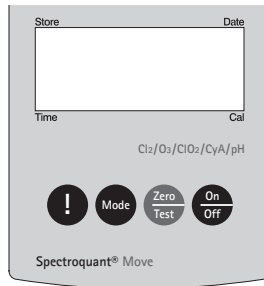 Store Date
Time Cal
Cl2/O3/ClO2/CyA/pH
! Mode Zero On
Test Off
Spectroquant® Move